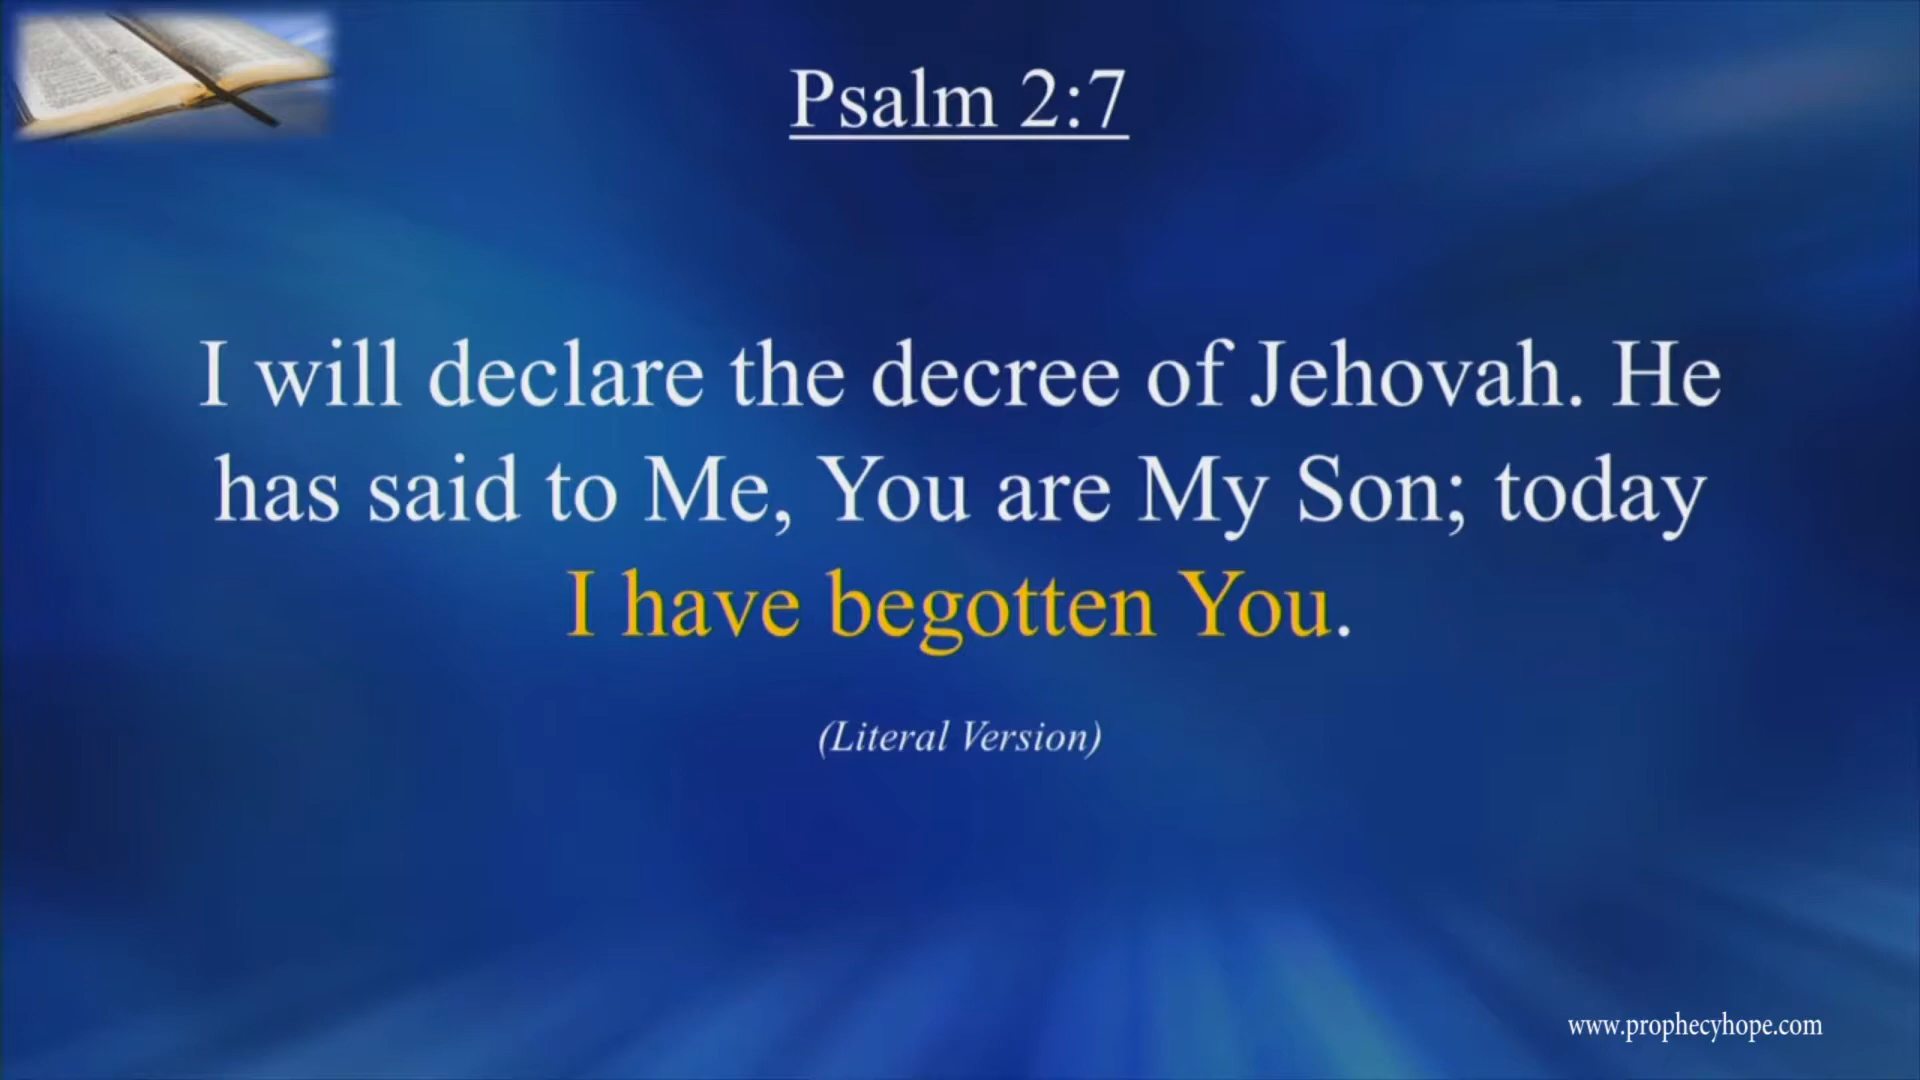 Psalm 2:7
I will declare the decree of Jehovah. He
has said to Me, You are My Son; today
I have begotten You.
(Literal Version)
www.prophecyhope.com